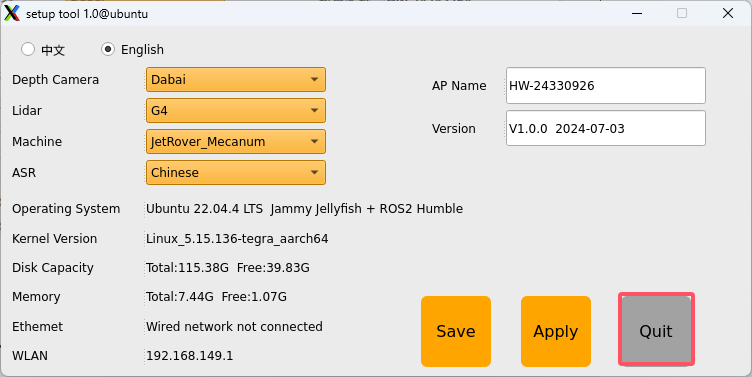 setup tool 1.0@ubuntu
中文 English
Depth Camera Dabai
AP Name HW-24330926
Lidar G4
Version V1.0.0 2024-07-03
Machine JetRover_Mecanum
ASR Chinese
Operating System Ubuntu 22.04.4 LTS Jammy Jellyfish + ROS2 Humble
Kernel Version Linux_5.15.136-tegra_aarch64
Disk Capacity Total:115.38G Free:39.83G
Memory Total:7.44G Free:1.07G
Ethemet Wired network not connected
WLAN 192.168.149.1
Save Apply Quit